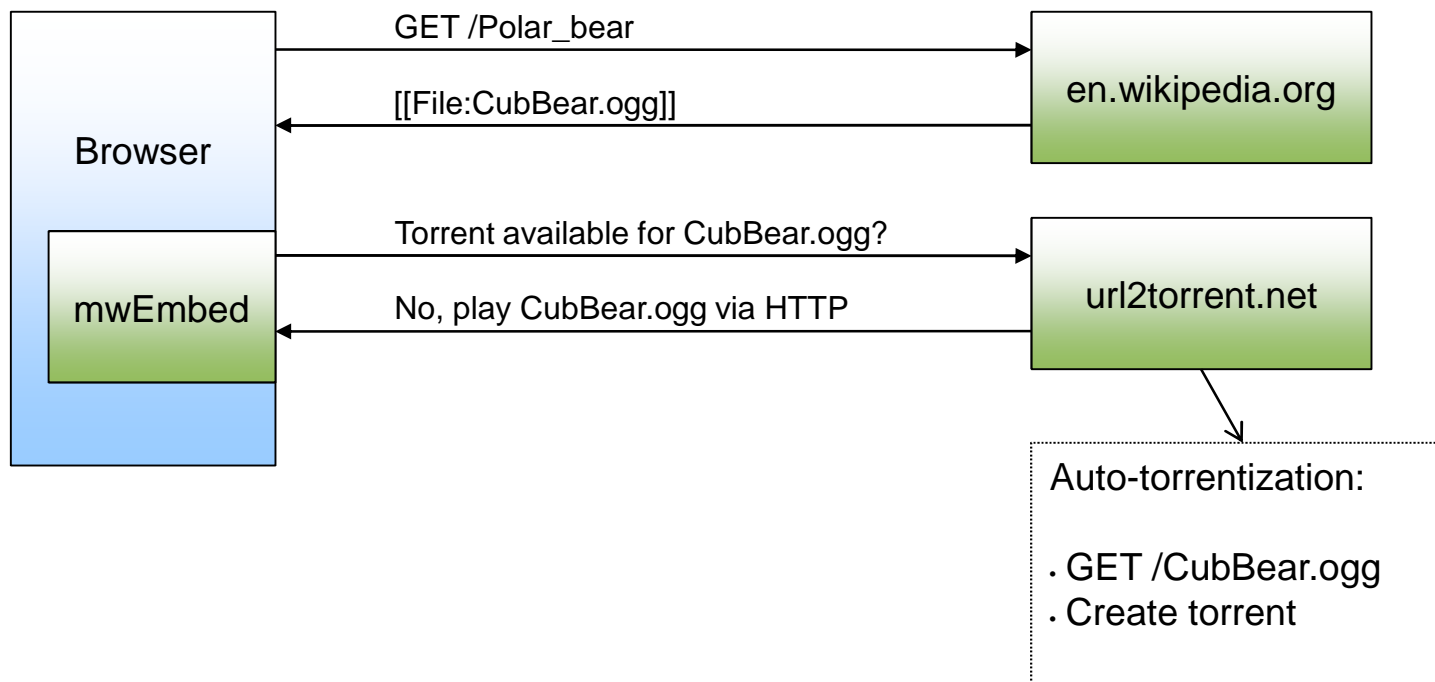 GET /Polar_bear
en.wikipedia.org
[[File:CubBear.ogg]]
Browser
Torrent available for CubBear.ogg?
mwEmbed
url2torrent.net
No, play CubBear.ogg via HTTP
Auto-torrentization:
• GET /CubBear.ogg
• Create torrent